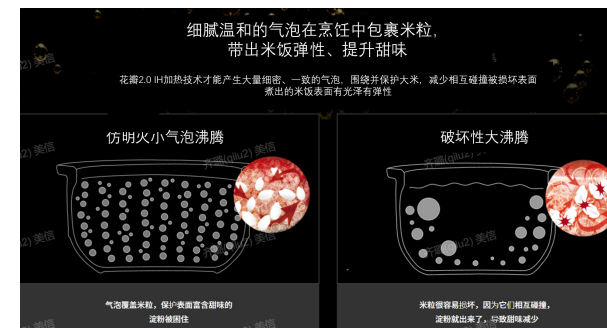 细腻温和的气泡在烹饪中包裹米粒，
带出米饭弹性、提升甜味
花瓣2.0 IH加热技术才能产生大量细密、一致的气泡，围绕并保护大米，减少相互碰撞被损坏表面
煮出的米饭表面有光泽有弹性
仿明火小气泡沸腾
破坏性大沸腾
齐璐(qilu2) 美信
气泡覆盖米粒，保护表面富含甜味的
淀粉被困住
米粒很容易损坏，因为它们相互碰撞，
淀粉就出来了，导致甜味减少